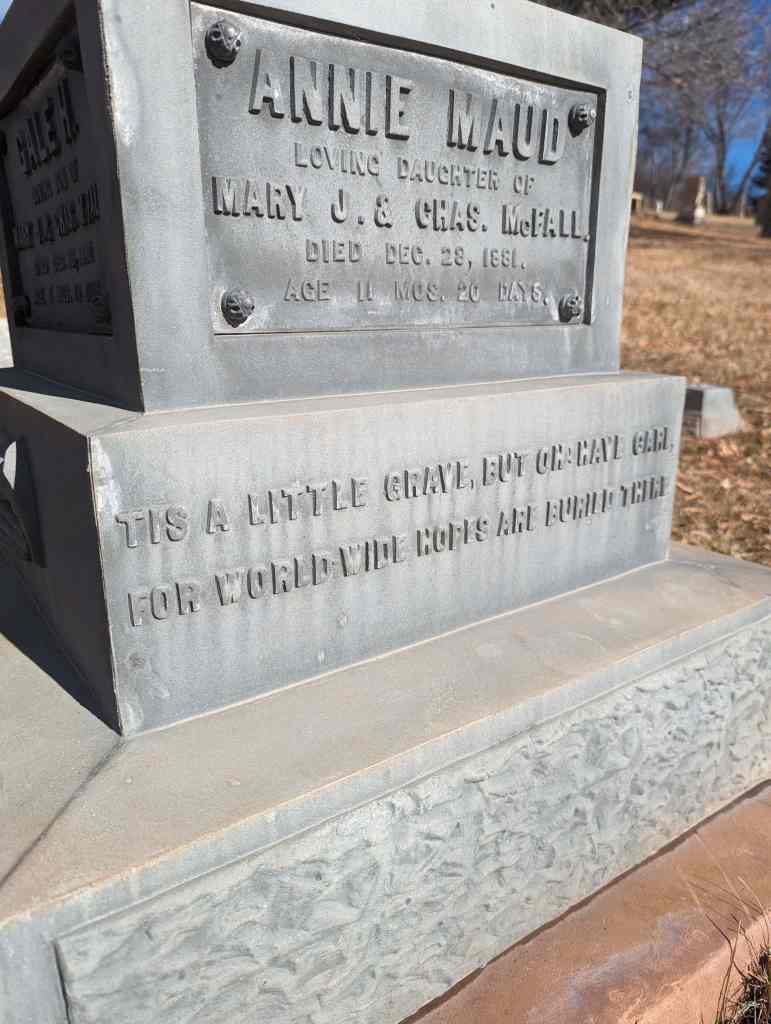 ANNIE MAUD
LOVING DAUGHTER OF
MARY J. & CHAS. McFALL.
DIED DEC. 28, 1881.
AGE 11 MOS. 20 DAYS.
TIS A LITTLE GRAVE, BUT OH: HAVE CARE,
FOR WORLD-WIDE HOPES ARE BURIED THERE